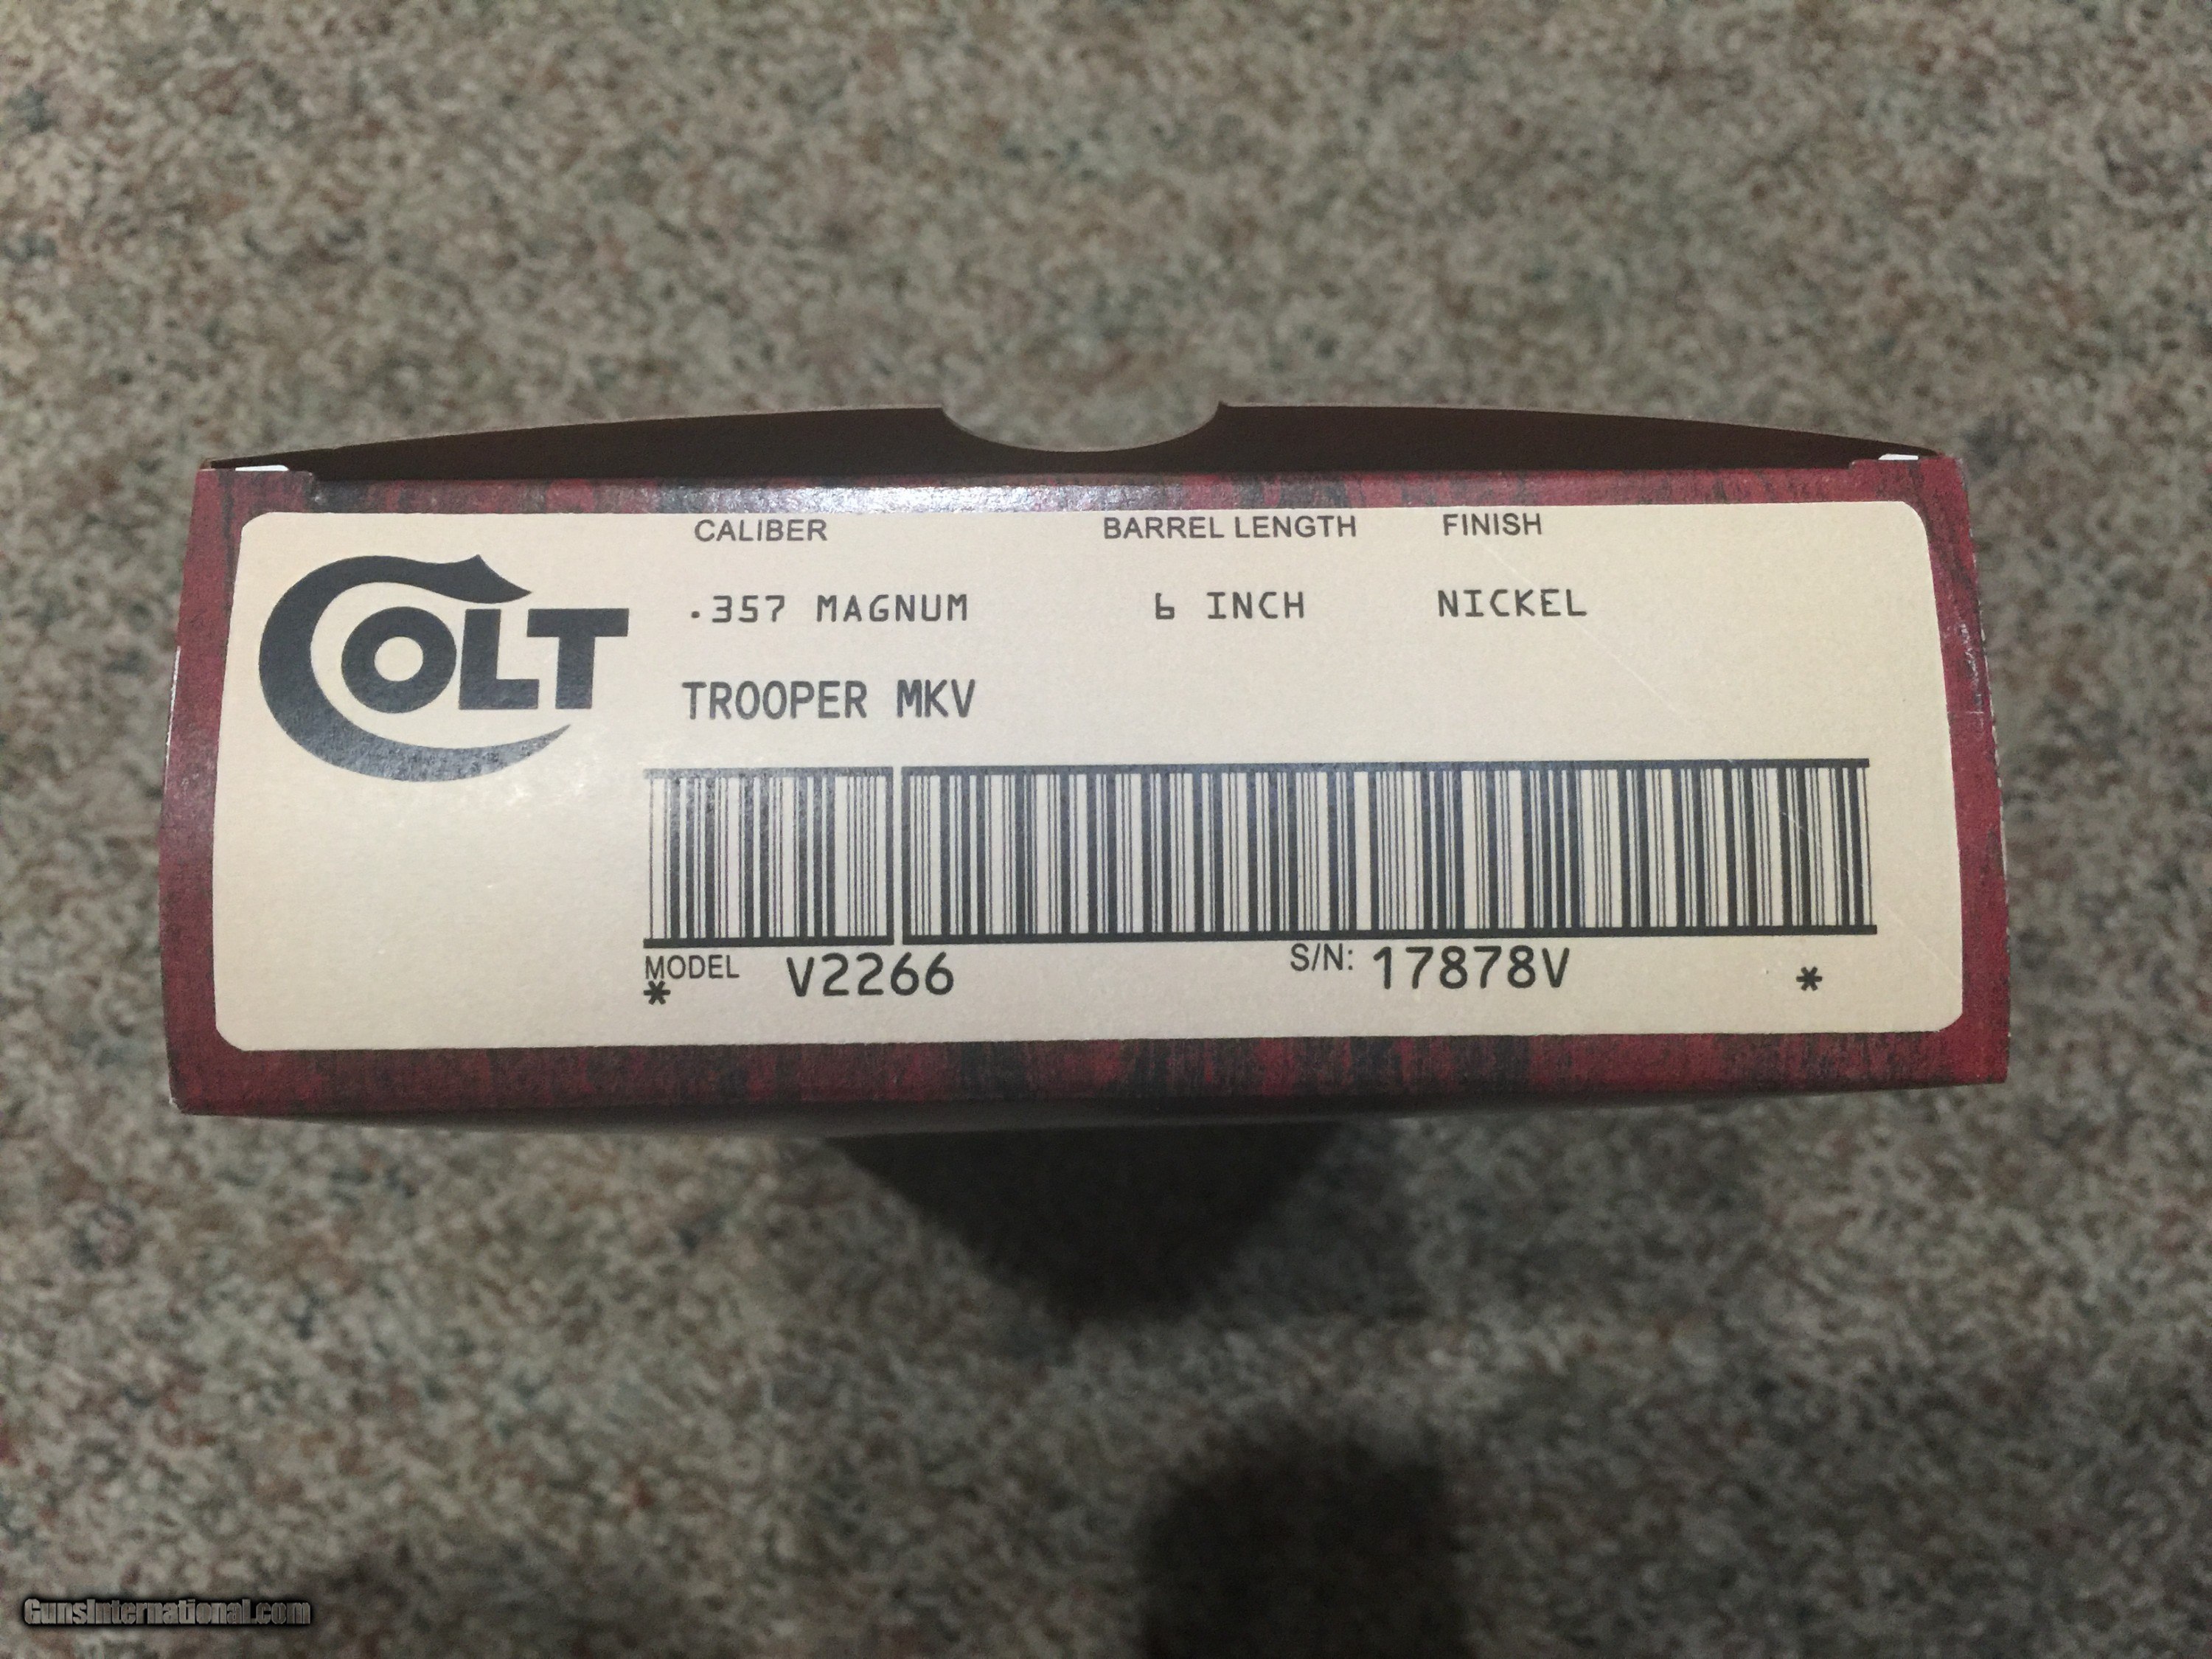 CALIBER BARREL LENGTH FINISH
COLT
.357 MAGNUM 6 INCH NICKEL
TROOPER MKV
MODEL V2266 S/N: 17878V
* *
GunsInternational.com